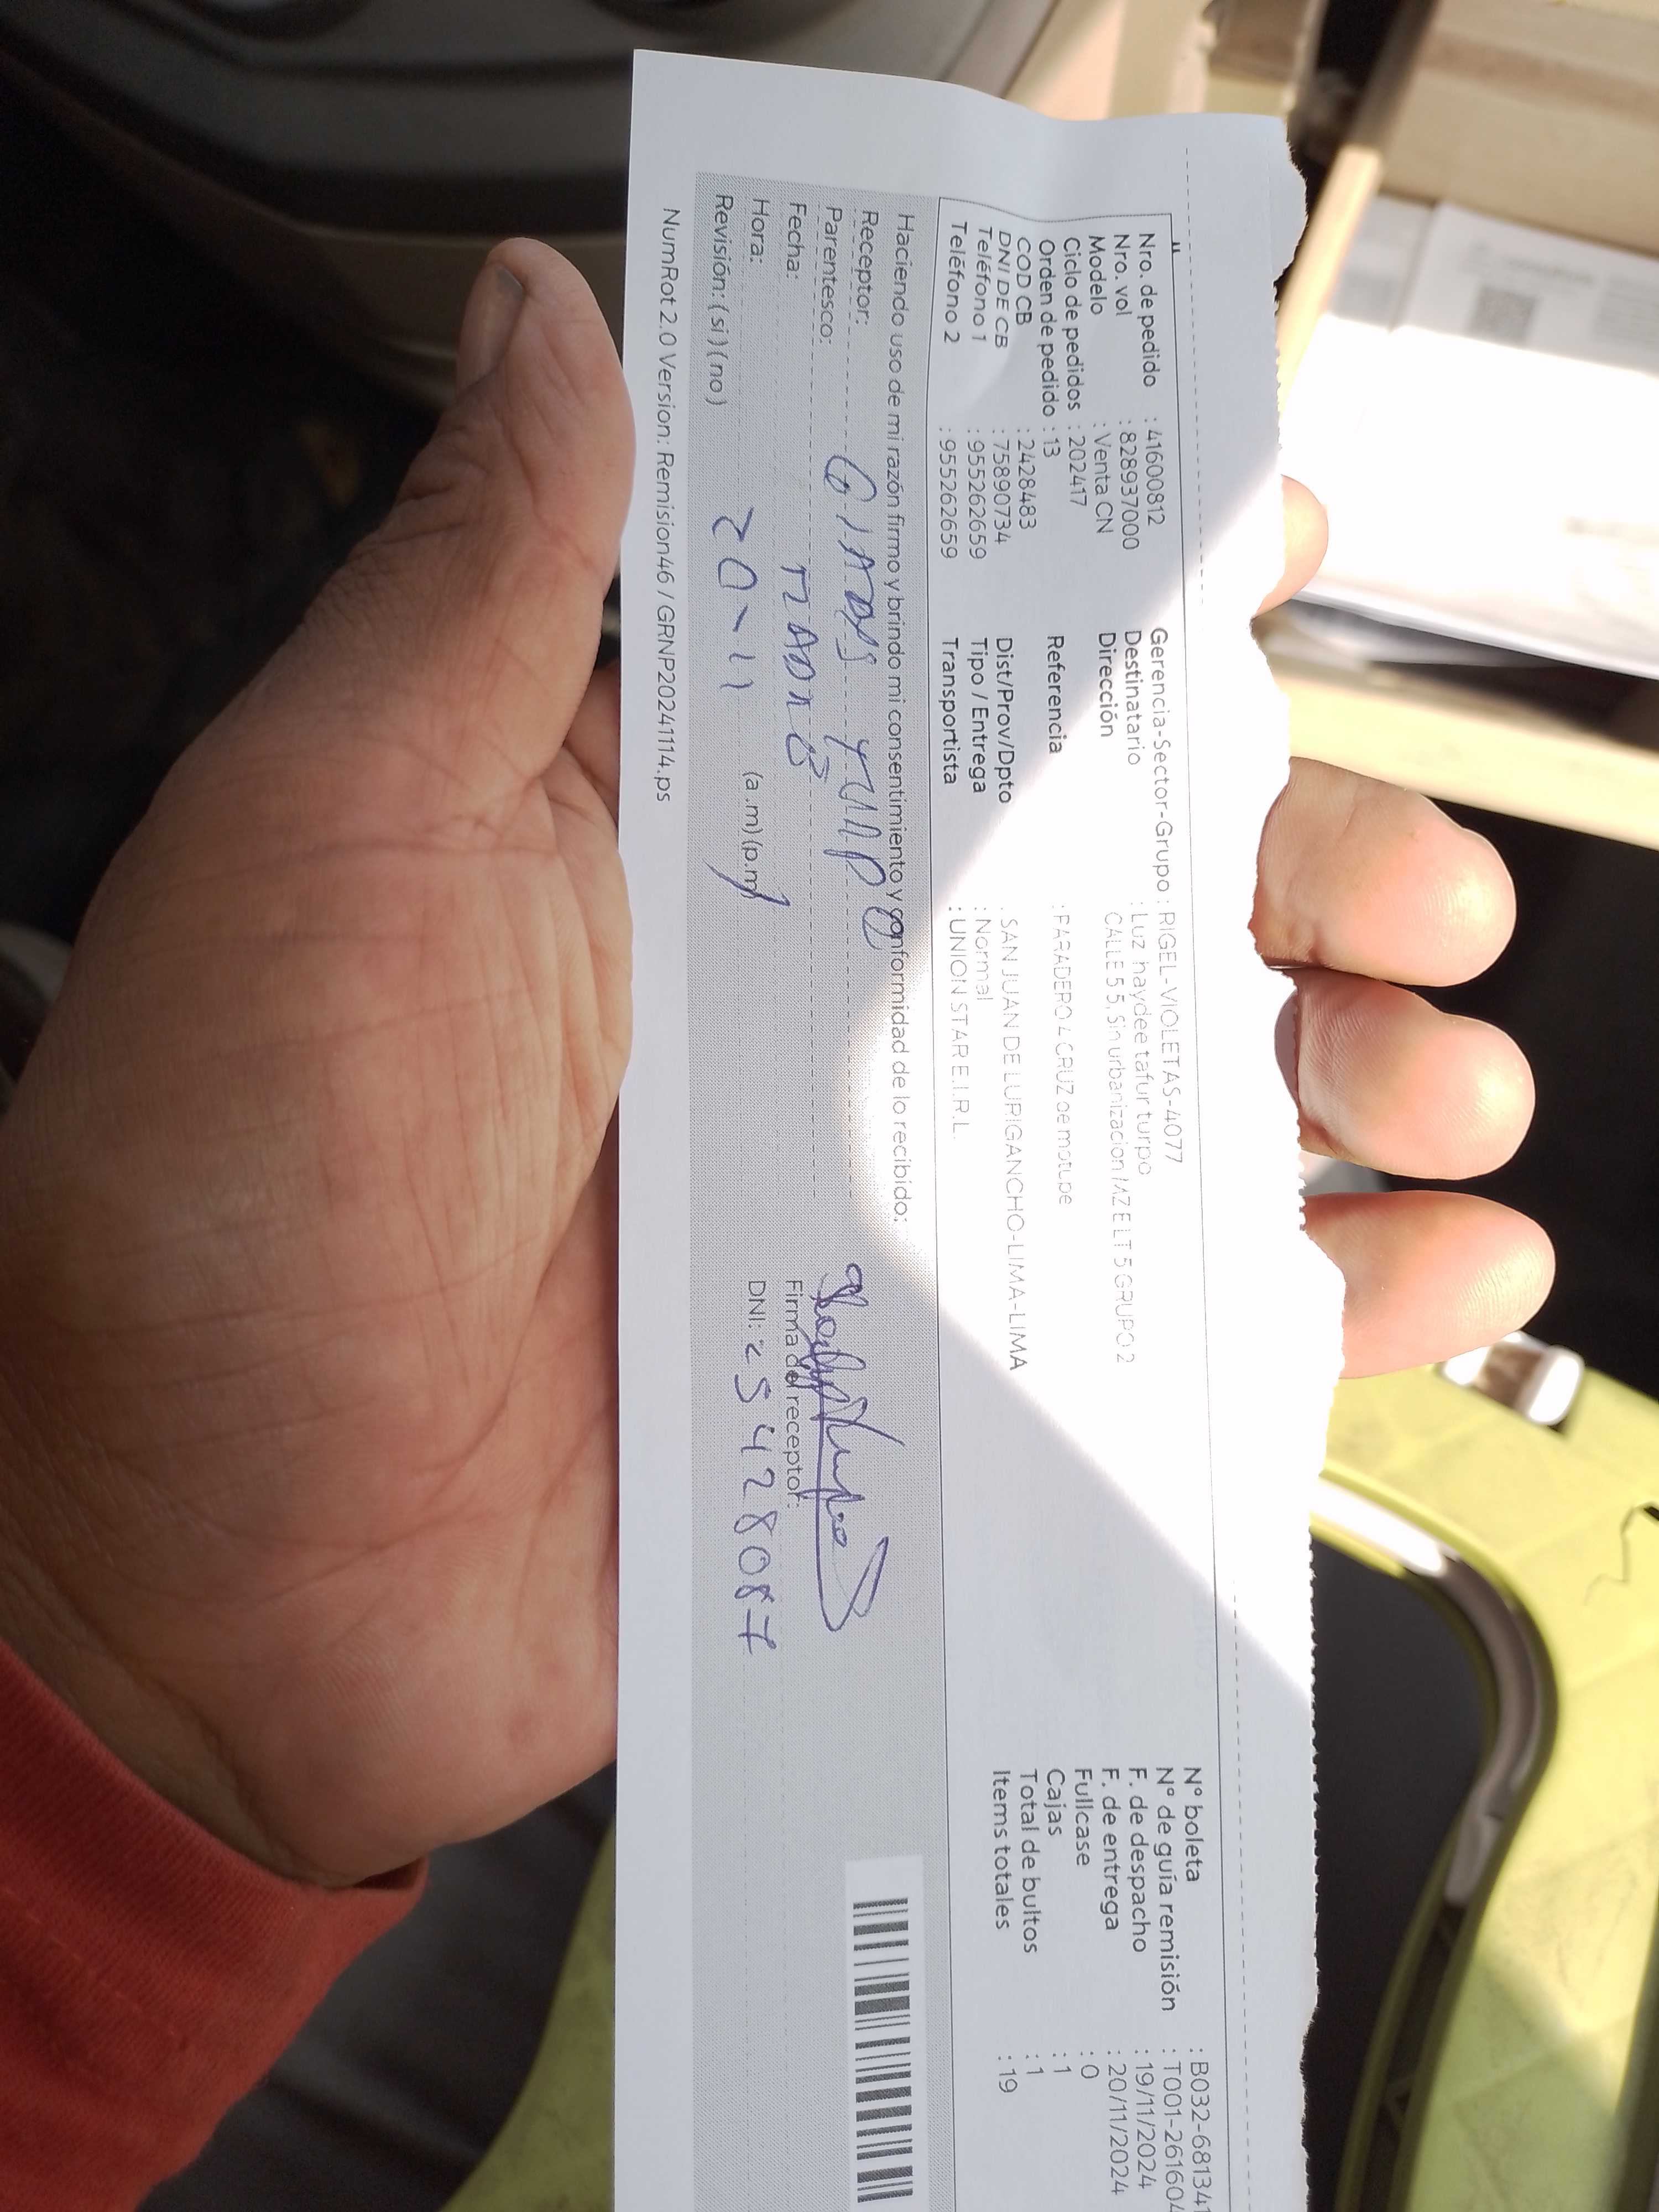 Nro. de pedido : 41600812
Nro. vol : 828937000
Modelo : Venta CN
Ciclo de pedidos : 202417
Orden de pedido : 13
COD CB : 2428483
DNI DE CB : 75890734
Teléfono 1 : 955262659
Teléfono 2 : 955262659
Gerencia-Sector-Grupo : RIGEL-VIOLETAS-4077
Destinatario : Luz haydee tafur turpo
Dirección : CALLE 5 5, Sin urbanizacion MZ E LT 5 GRUPO 2
Referencia : PARADERO 4 CRUZ de motupe
Dist/Prov/Dpto : SAN JUAN DE LURIGANCHO-LIMA-LIMA
Tipo / Entrega : Normal
Transportista : UNION STAR E.I.R.L.
N° boleta : B032-681341
N° de guía remisión : T001-261604
F. de despacho : 19/11/2024
F. de entrega : 20/11/2024
Fullcase : 0
Cajas : 1
Total de bultos : 1
Items totales : 19
Haciendo uso de mi razón firmo y brindo mi consentimiento y conformidad de lo recibido:
Receptor:
Parentesco:
Fecha:
Hora: 20-11 (a.m)(p.m)
Revisión: (si) (no)
Firma del receptor:
DNI: 25428087
NumRot 2.0 Version: Remision46 / GRNP20241114.ps